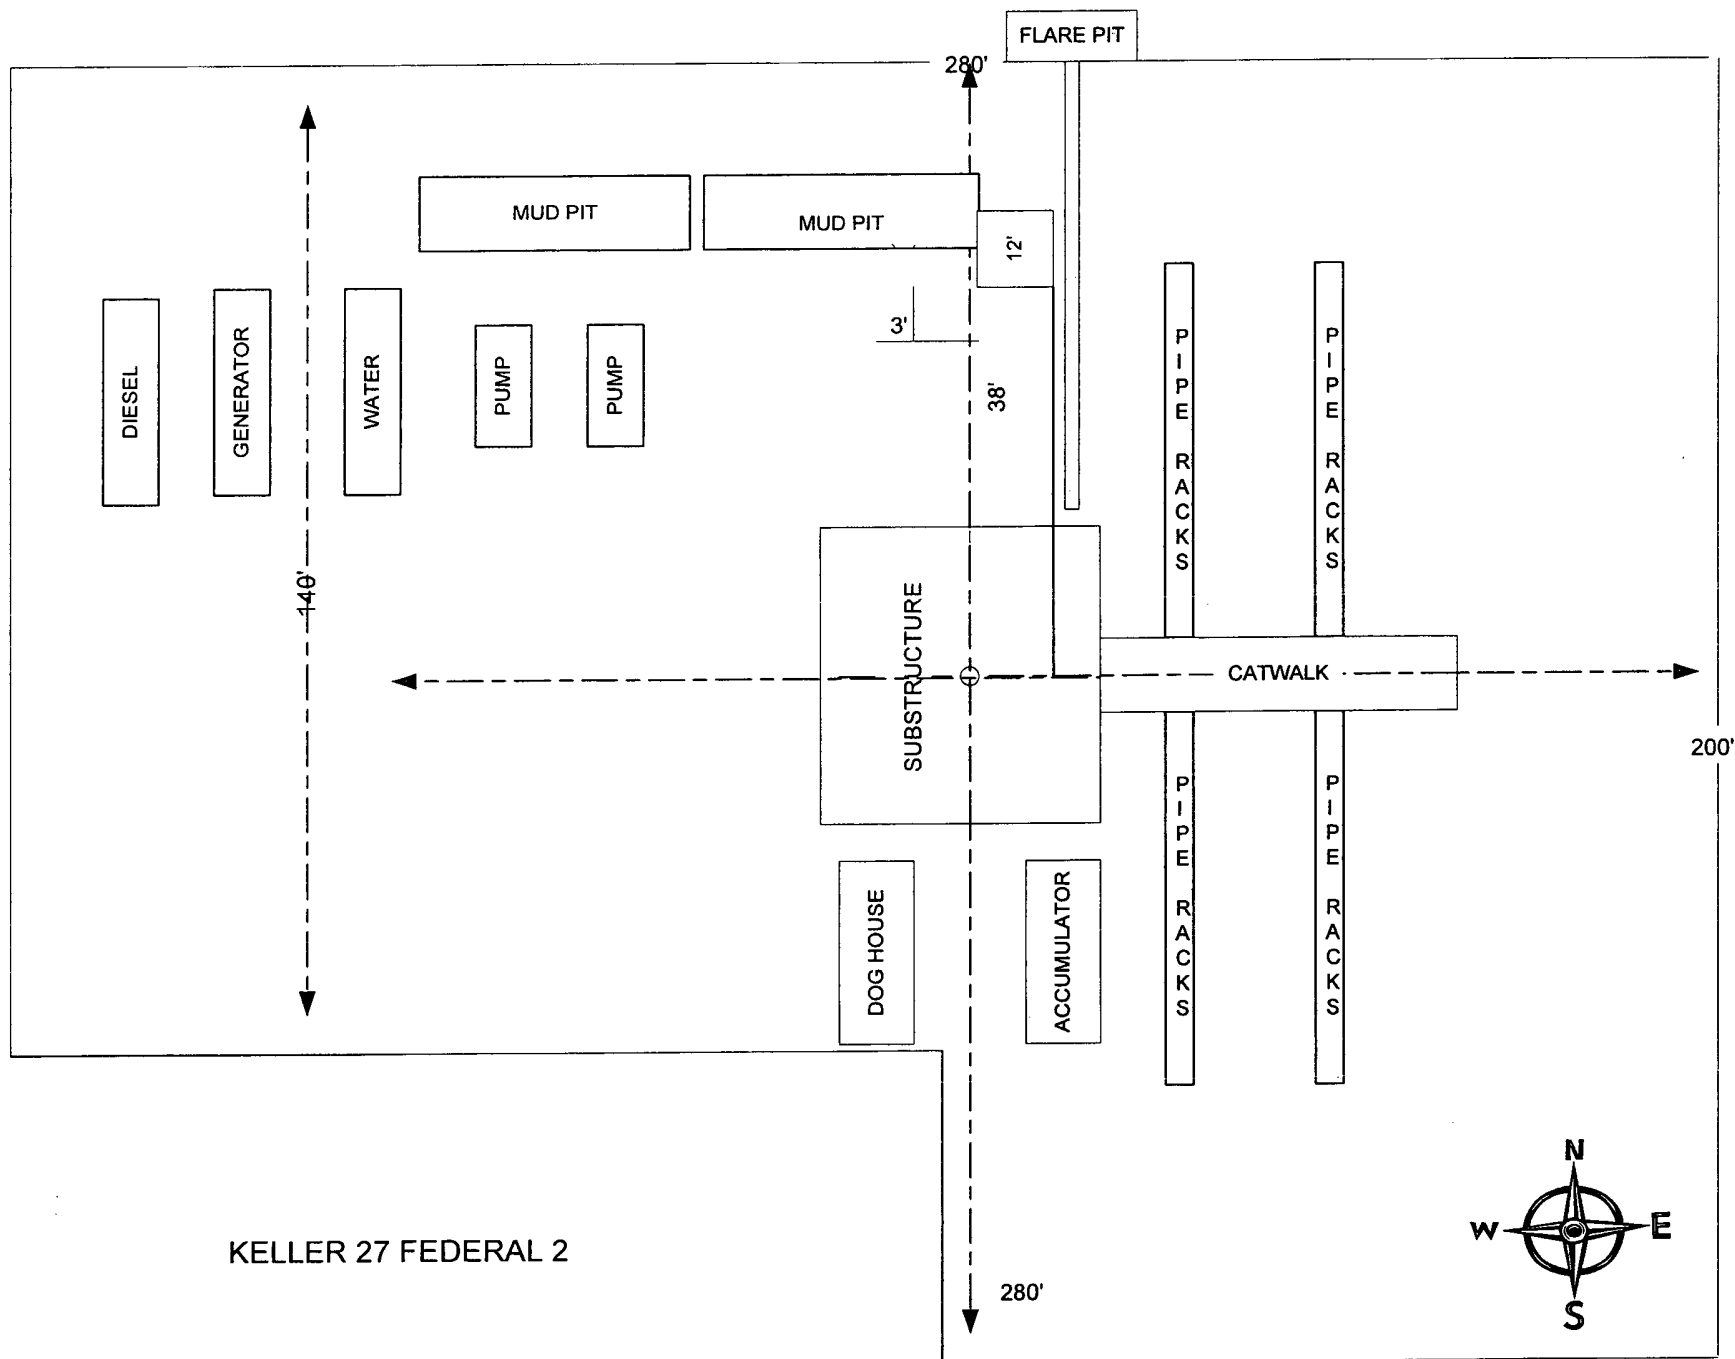 FLARE PIT
280'
MUD PIT
MUD PIT
12'
3'
38'
DIESEL
GENERATOR
WATER
PUMP
PUMP
PIPE RACKS
PIPE RACKS
140'
SUBSTRUCTURE
CATWALK
200'
DOG HOUSE
ACCUMULATOR
PIPE RACKS
PIPE RACKS
KELLER 27 FEDERAL 2
280'
N
W
E
S